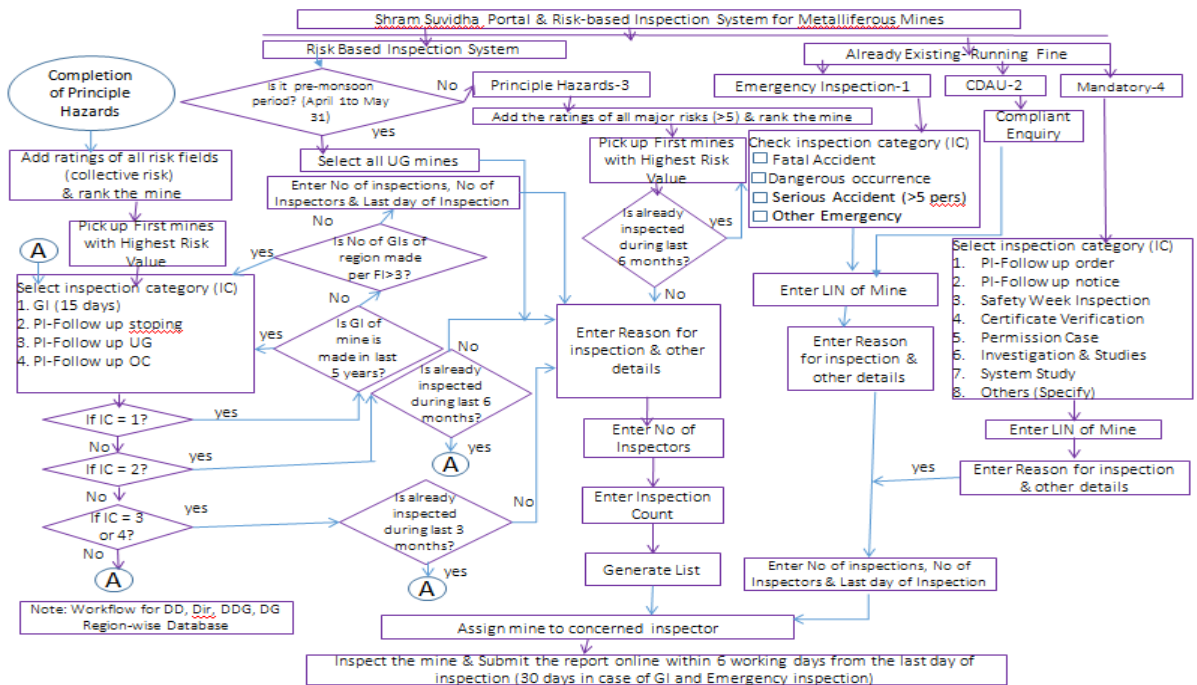 Shram Suvidha Portal & Risk-based Inspection System for Metalliferous Mines
Risk Based Inspection System
Already Existing- Running Fine
Completion
of Principle
Hazards
Is it pre-monsoon
period? (April 1to May
31)
No
yes
Principle Hazards-3
Emergency Inspection-1
CDAU-2
Mandatory-4
Add the ratings of all major risks (>5) & rank the mine
Compliant
Enquiry
Add ratings of all risk fields
(collective risk)
& rank the mine
Select all UG mines
Pick up First mines
with Highest Risk
Value
Check inspection category (IC)
Fatal Accident
Dangerous occurrence
Serious Accident (>5 pers)
Other Emergency
Enter No of inspections, No of
Inspectors & Last day of Inspection
No
Is already
inspected
during last
6 months?
yes
No
Pick up First mines
with Highest Risk
Value
A
yes
Is No of GIs of
region made
per FI>3?
No
Select inspection category (IC)
1. GI (15 days)
2. PI-Follow up stoping
3. PI-Follow up UG
4. PI-Follow up OC
Select inspection category (IC)
1. PI-Follow up order
2. PI-Follow up notice
3. Safety Week Inspection
4. Certificate Verification
5. Permission Case
6. Investigation & Studies
7. System Study
8. Others (Specify)
Enter LIN of Mine
yes
Is GI of
mine is
made in last
5 years?
No
Is already
inspected
during last 6
months?
yes
A
Enter Reason for
inspection & other
details
Enter Reason
for inspection &
other details
If IC = 1?
yes
No
If IC = 2?
yes
No
If IC = 3
or 4?
yes
No
A
Is already
inspected
during last 3
months?
No
yes
A
Enter No of
Inspectors
Enter Inspection
Count
Generate List
Enter LIN of Mine
yes
Enter Reason for inspection
& other details
Enter No of inspections, No of
Inspectors & Last day of Inspection
Note: Workflow for DD, Dir, DDG, DG
Region-wise Database
Assign mine to concerned inspector
Inspect the mine & Submit the report online within 6 working days from the last day of
inspection (30 days in case of GI and Emergency inspection)